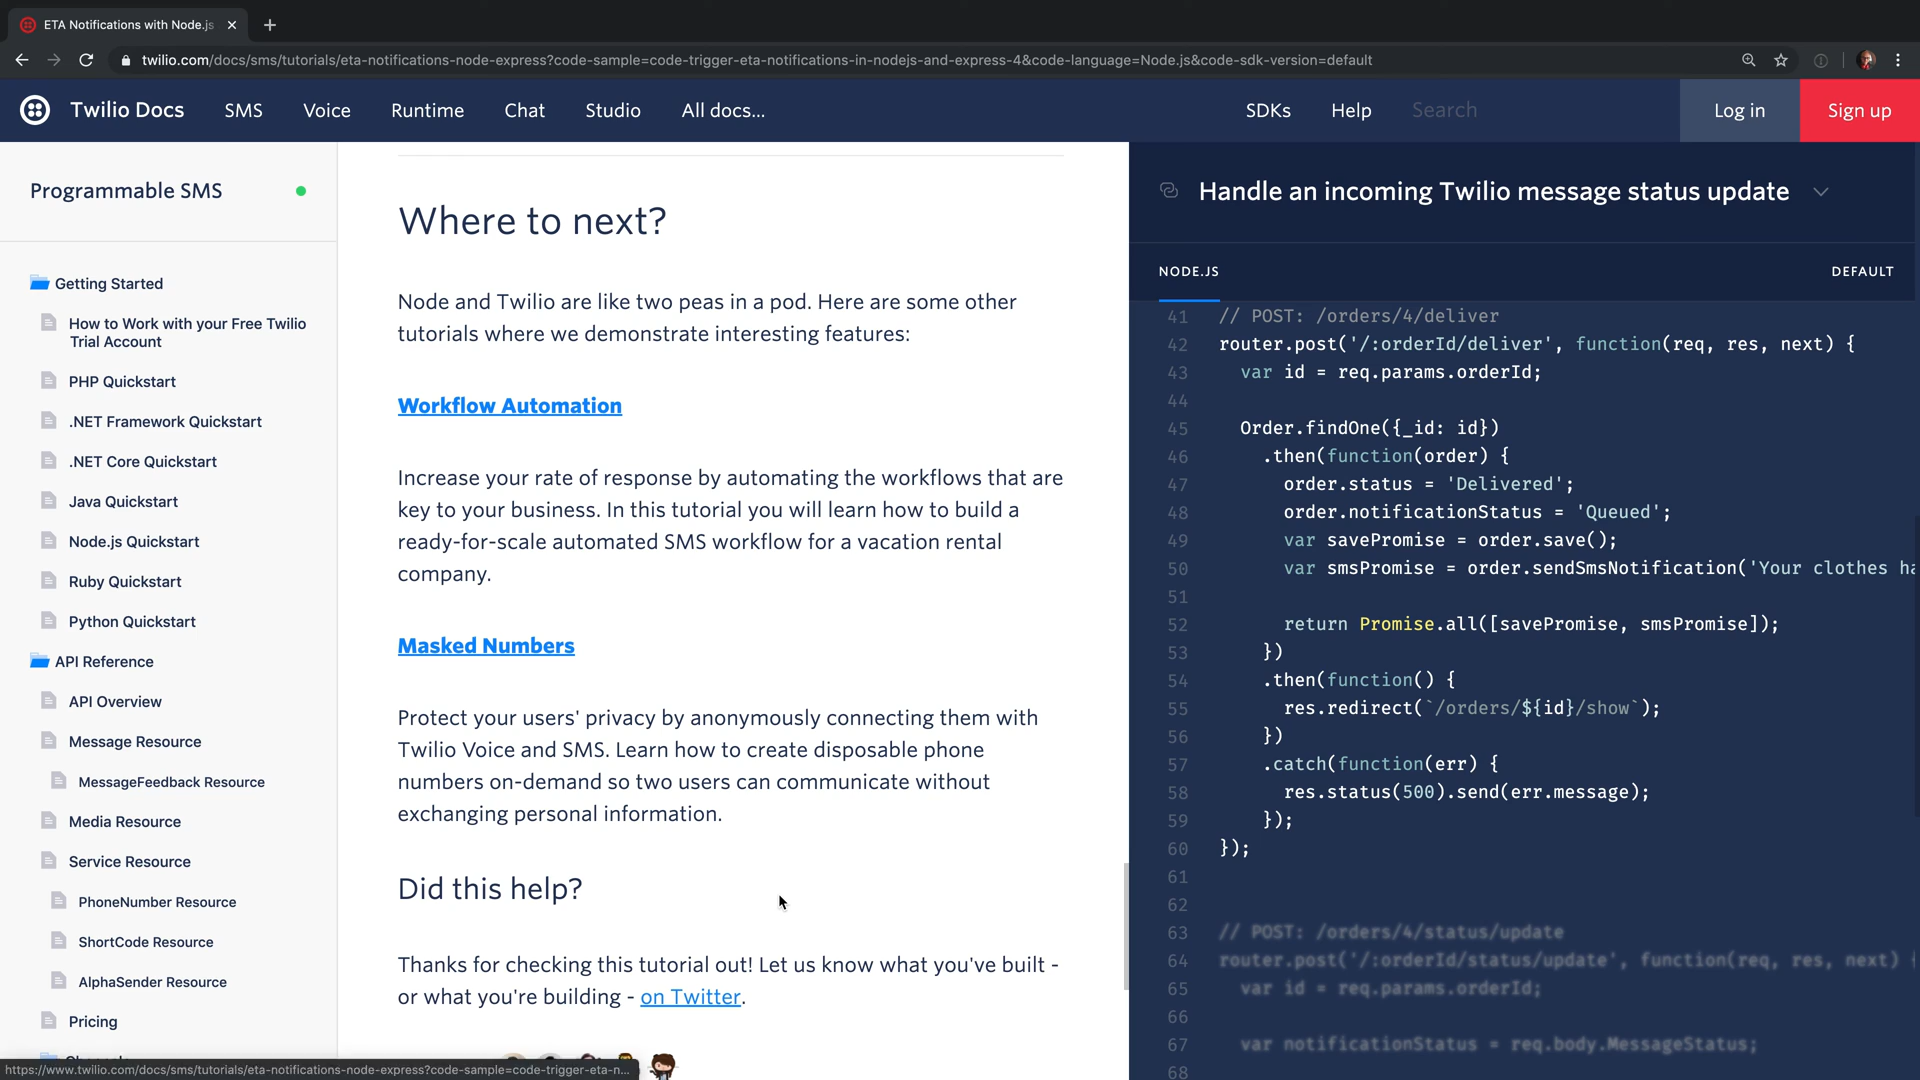 ETA Notifications with Node.js
twilio.com/docs/sms/tutorials/eta-notifications-node-express?code-sample=code-trigger-eta-notifications-in-nodejs-and-express-4&code-language=Node.js&code-sdk-version=default
Twilio Docs SMS Voice Runtime Chat Studio All docs... SDKs Help Search Log in Sign up
Programmable SMS
Getting Started
How to Work with your Free Twilio
Trial Account
PHP Quickstart
.NET Framework Quickstart
.NET Core Quickstart
Java Quickstart
Node.js Quickstart
Ruby Quickstart
Python Quickstart
API Reference
API Overview
Message Resource
MessageFeedback Resource
Media Resource
Service Resource
PhoneNumber Resource
ShortCode Resource
AlphaSender Resource
Pricing
https://www.twilio.com/docs/sms/tutorials/eta-notifications-node-express?code-sample=code-trigger-eta-n...
Where to next?
Node and Twilio are like two peas in a pod. Here are some other
tutorials where we demonstrate interesting features:
Workflow Automation
Increase your rate of response by automating the workflows that are
key to your business. In this tutorial you will learn how to build a
ready-for-scale automated SMS workflow for a vacation rental
company.
Masked Numbers
Protect your users' privacy by anonymously connecting them with
Twilio Voice and SMS. Learn how to create disposable phone
numbers on-demand so two users can communicate without
exchanging personal information.
Did this help?
Thanks for checking this tutorial out! Let us know what you've built -
or what you're building - on Twitter.
Handle an incoming Twilio message status update
NODE.JS DEFAULT
41 // POST: /orders/4/deliver
42 router.post('/:orderId/deliver', function(req, res, next) {
43 var id = req.params.orderId;
44
45 Order.findOne({_id: id})
46 .then(function(order) {
47 order.status = 'Delivered';
48 order.notificationStatus = 'Queued';
49 var savePromise = order.save();
50 var smsPromise = order.sendSmsNotification('Your clothes ha
51
52 return Promise.all([savePromise, smsPromise]);
53 })
54 .then(function() {
55 res.redirect(`/orders/${id}/show`);
56 })
57 .catch(function(err) {
58 res.status(500).send(err.message);
59 });
60 });
61
62
63 // POST: /orders/4/status/update
64 router.post('/:orderId/status/update', function(req, res, next) {
65 var id = req.params.orderId;
66
67 var notificationStatus = req.body.MessageStatus;
68